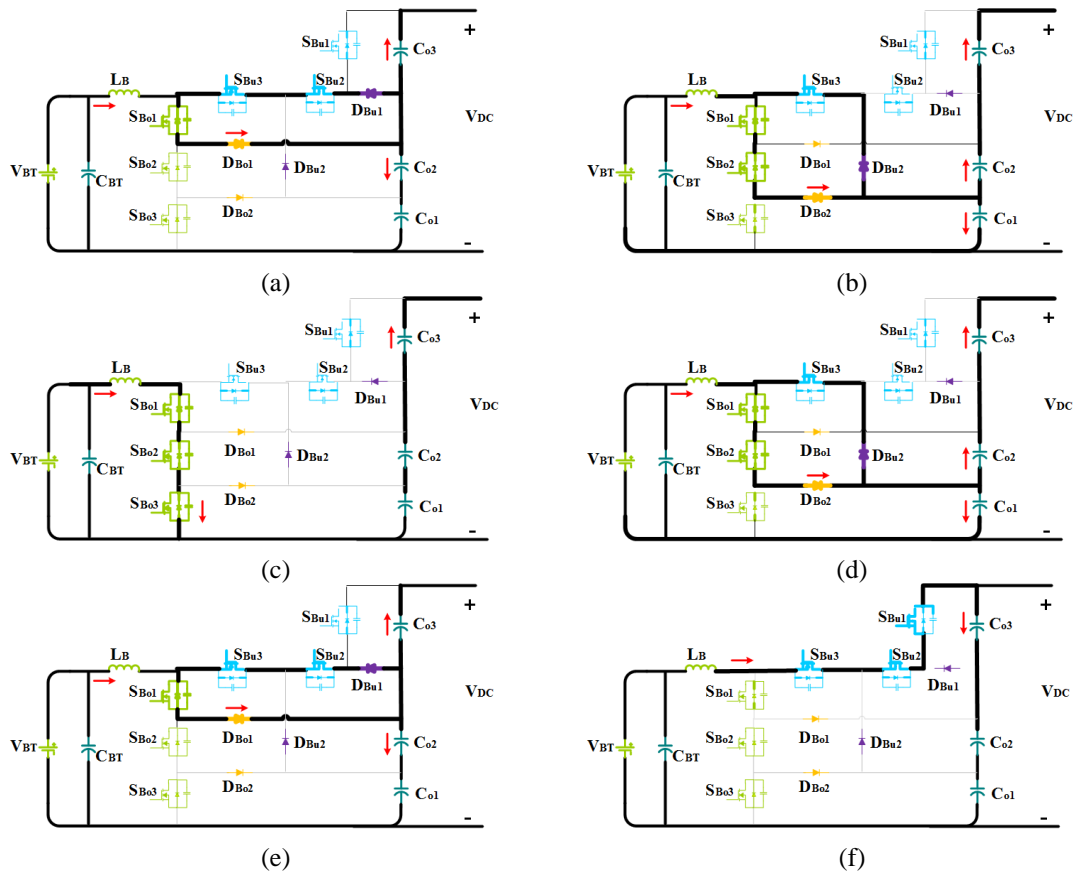 SBu1
+
Co3
LB
SBu3
SBu2
DBu1
VDC
SBo1
SBo2
DBo1
DBu2
Co2
VBT
CBT
SBo3
DBo2
Co1
-
(a)
SBu1
+
Co3
LB
SBu3
SBu2
DBu1
VDC
SBo1
SBo2
DBo1
DBu2
Co2
VBT
CBT
SBo3
DBo2
Co1
-
(b)
SBu1
+
Co3
LB
SBu3
SBu2
DBu1
VDC
SBo1
SBo2
DBo1
DBu2
Co2
VBT
CBT
SBo3
DBo2
Co1
-
(c)
SBu1
+
Co3
LB
SBu3
SBu2
DBu1
VDC
SBo1
SBo2
DBo1
DBu2
Co2
VBT
CBT
SBo3
DBo2
Co1
-
(d)
SBu1
+
Co3
LB
SBu3
SBu2
DBu1
VDC
SBo1
SBo2
DBo1
DBu2
Co2
VBT
CBT
SBo3
DBo2
Co1
-
(e)
SBu1
+
Co3
LB
SBu3
SBu2
DBu1
VDC
SBo1
SBo2
DBo1
DBu2
Co2
VBT
CBT
SBo3
DBo2
Co1
-
(f)